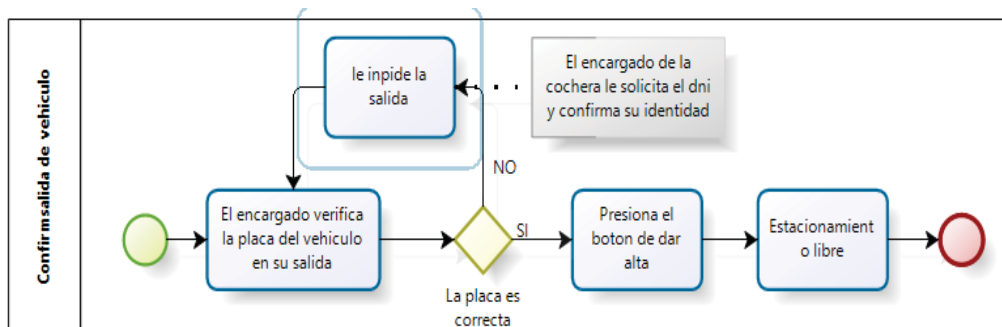 Confirmsalida de vehiculo
le inpide la
salida
El encargado de la
cochera le solicita el dni
y confirma su identidad
NO
El encargado verifica
la placa del vehiculo
en su salida
SI
La placa es
correcta
Presiona el
boton de dar
alta
Estacionamient
o libre